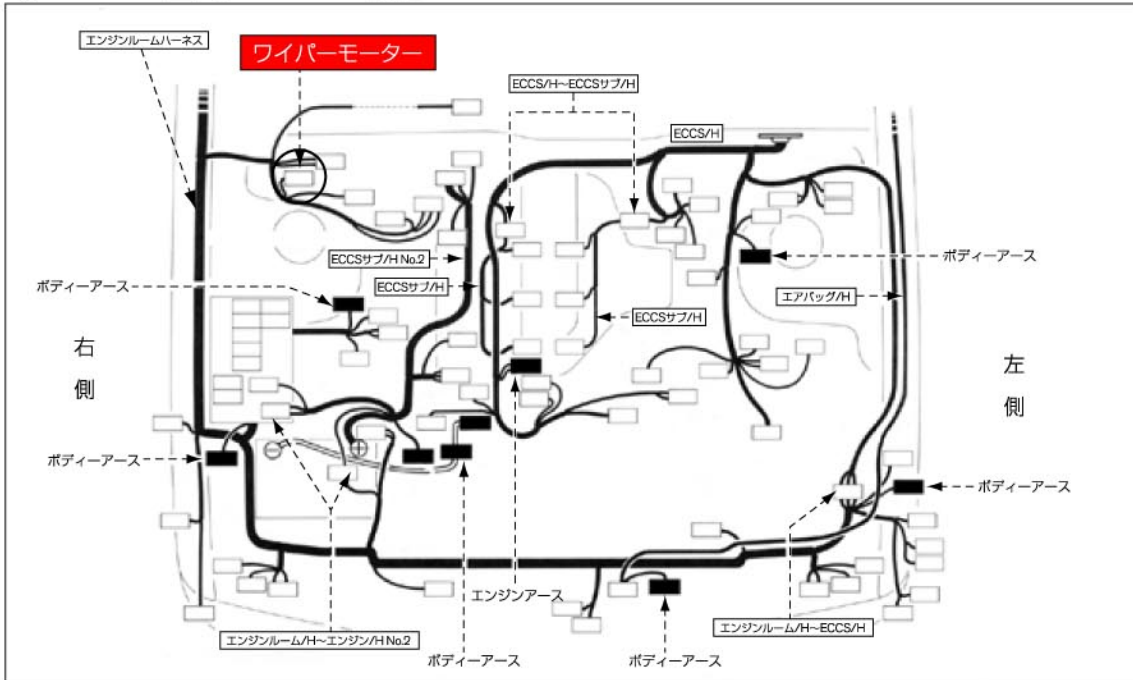 エンジンルームハーネス
ワイパーモーター
ECCS/H～ECCSサブ/H
ECCS/H
ECCSサブ/H No.2
ボディーアース
ボディーアース
ECCSサブ/H
エアバッグ/H
ECCSサブ/H
右側
左側
ボディーアース
ボディーアース
エンジンアース
エンジンルーム/H～エンジン/H No.2
エンジンルーム/H～ECCS/H
ボディーアース
ボディーアース